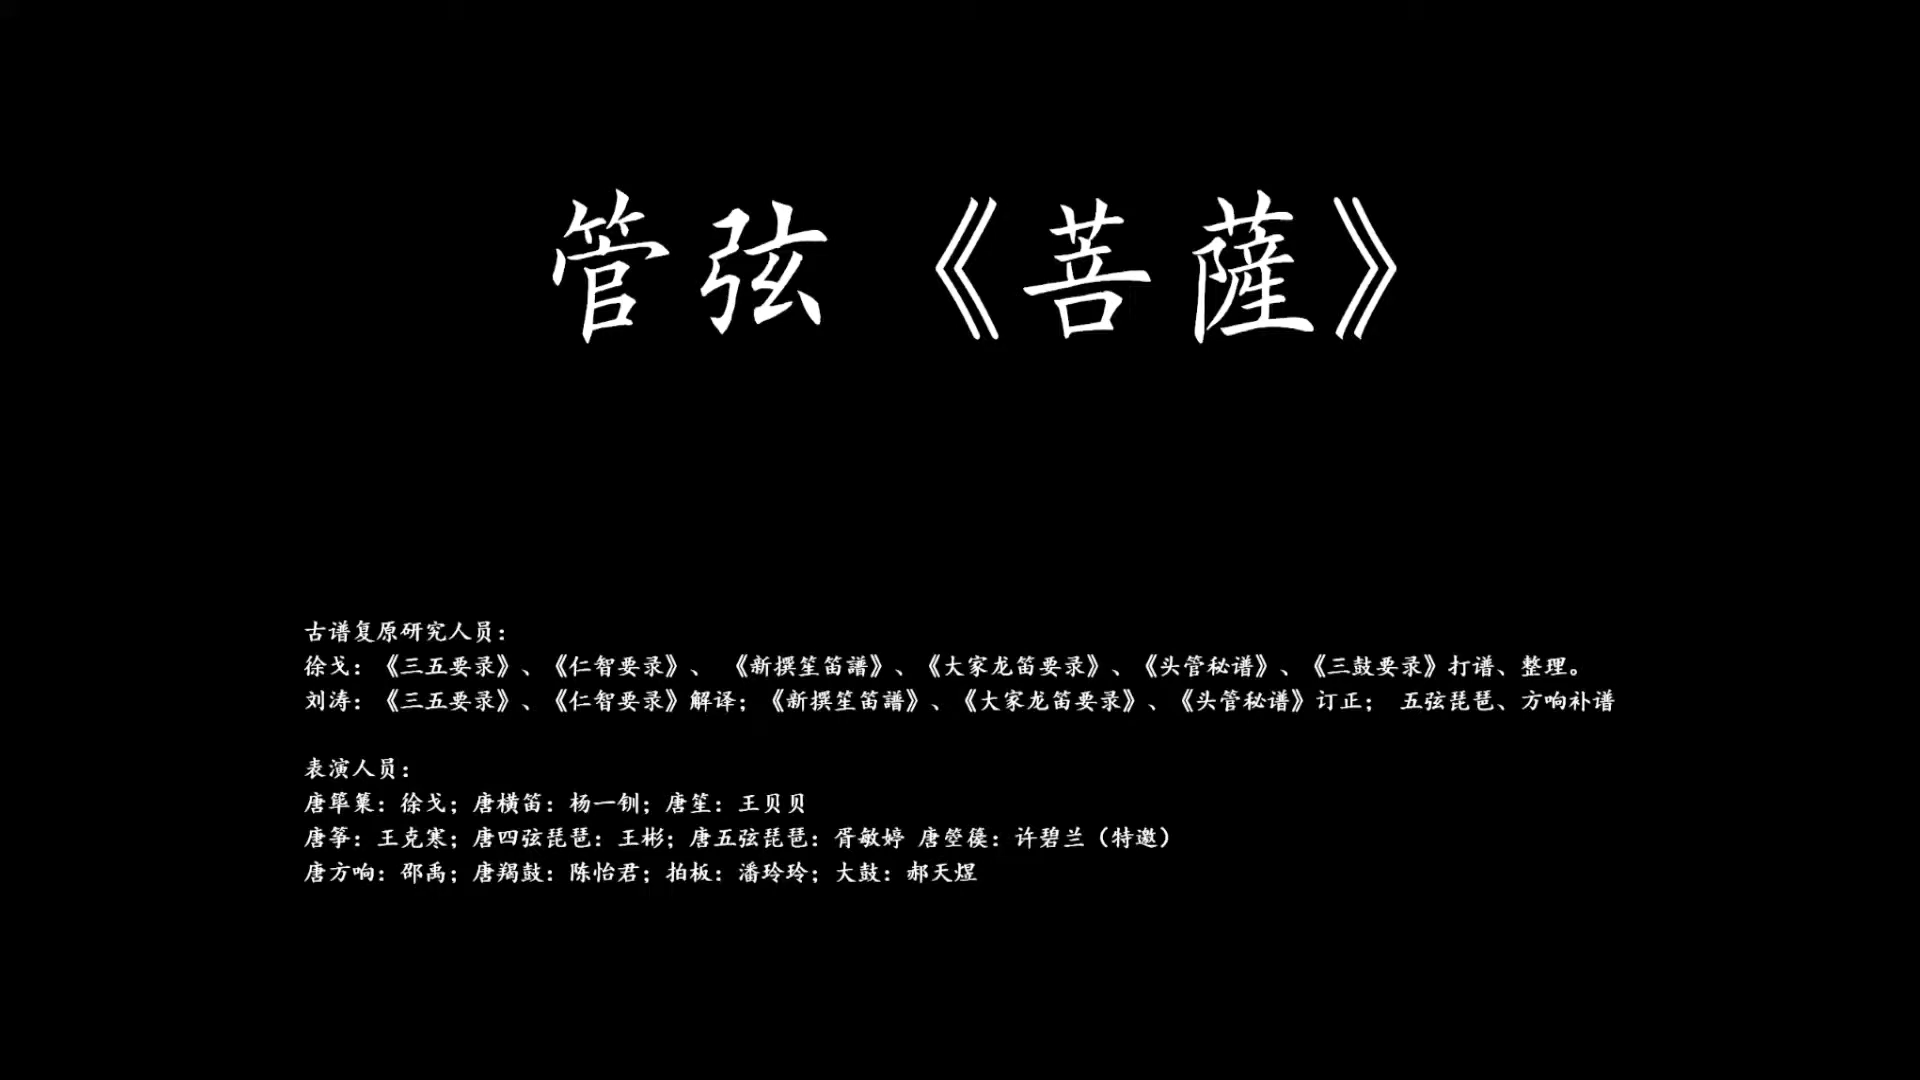 管弦《菩薩》
古谱复原研究人员：
徐戈：《三五要录》、《仁智要录》、 《新撰笙笛譜》、《大家龙笛要录》、《头管秘谱》、《三鼓要录》打谱、整理。
刘涛：《三五要录》、《仁智要录》解译；《新撰笙笛譜》、《大家龙笛要录》、《头管秘谱》订正； 五弦琵琶、方响补谱
表演人员：
唐筚篥：徐戈；唐横笛：杨一钏；唐笙：王贝贝
唐筝：王克寒；唐四弦琵琶：王彬；唐五弦琵琶：胥敏婷 唐箜篌：许碧兰（特邀）
唐方响：邵禹；唐羯鼓：陈怡君；拍板：潘玲玲；大鼓：郝天煜